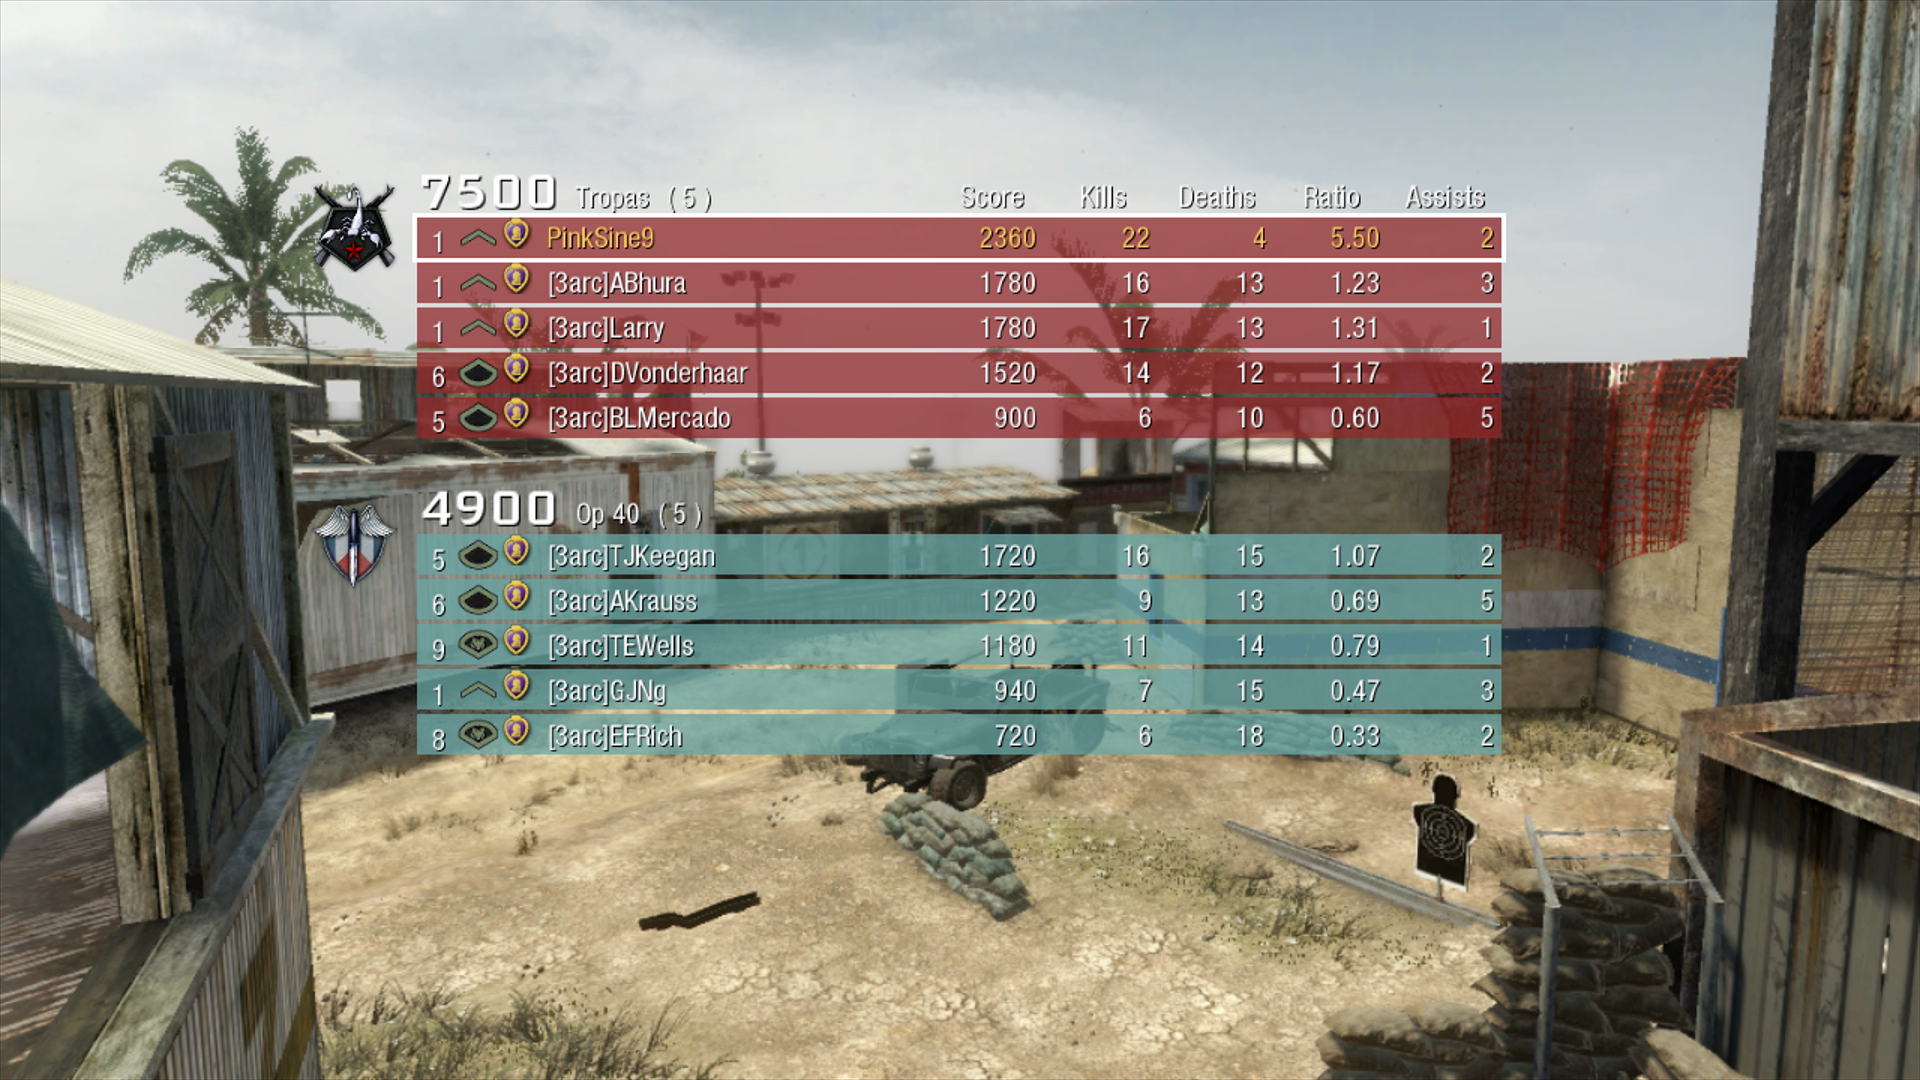 7500 Tropas ( 5 ) Score Kills Deaths Ratio Assists
1 PinkSine9 2360 22 4 5.50 2
1 [3arc]ABhura 1780 16 13 1.23 3
1 [3arc]Larry 1780 17 13 1.31 1
6 [3arc]DVonderhaar 1520 14 12 1.17 2
5 [3arc]BLMercado 900 6 10 0.60 5
4900 Op 40 ( 5 )
5 [3arc]TJKeegan 1720 16 15 1.07 2
6 [3arc]AKrauss 1220 9 13 0.69 5
9 [3arc]TEWells 1180 11 14 0.79 1
1 [3arc]GJNg 940 7 15 0.47 3
8 [3arc]EFRich 720 6 18 0.33 2